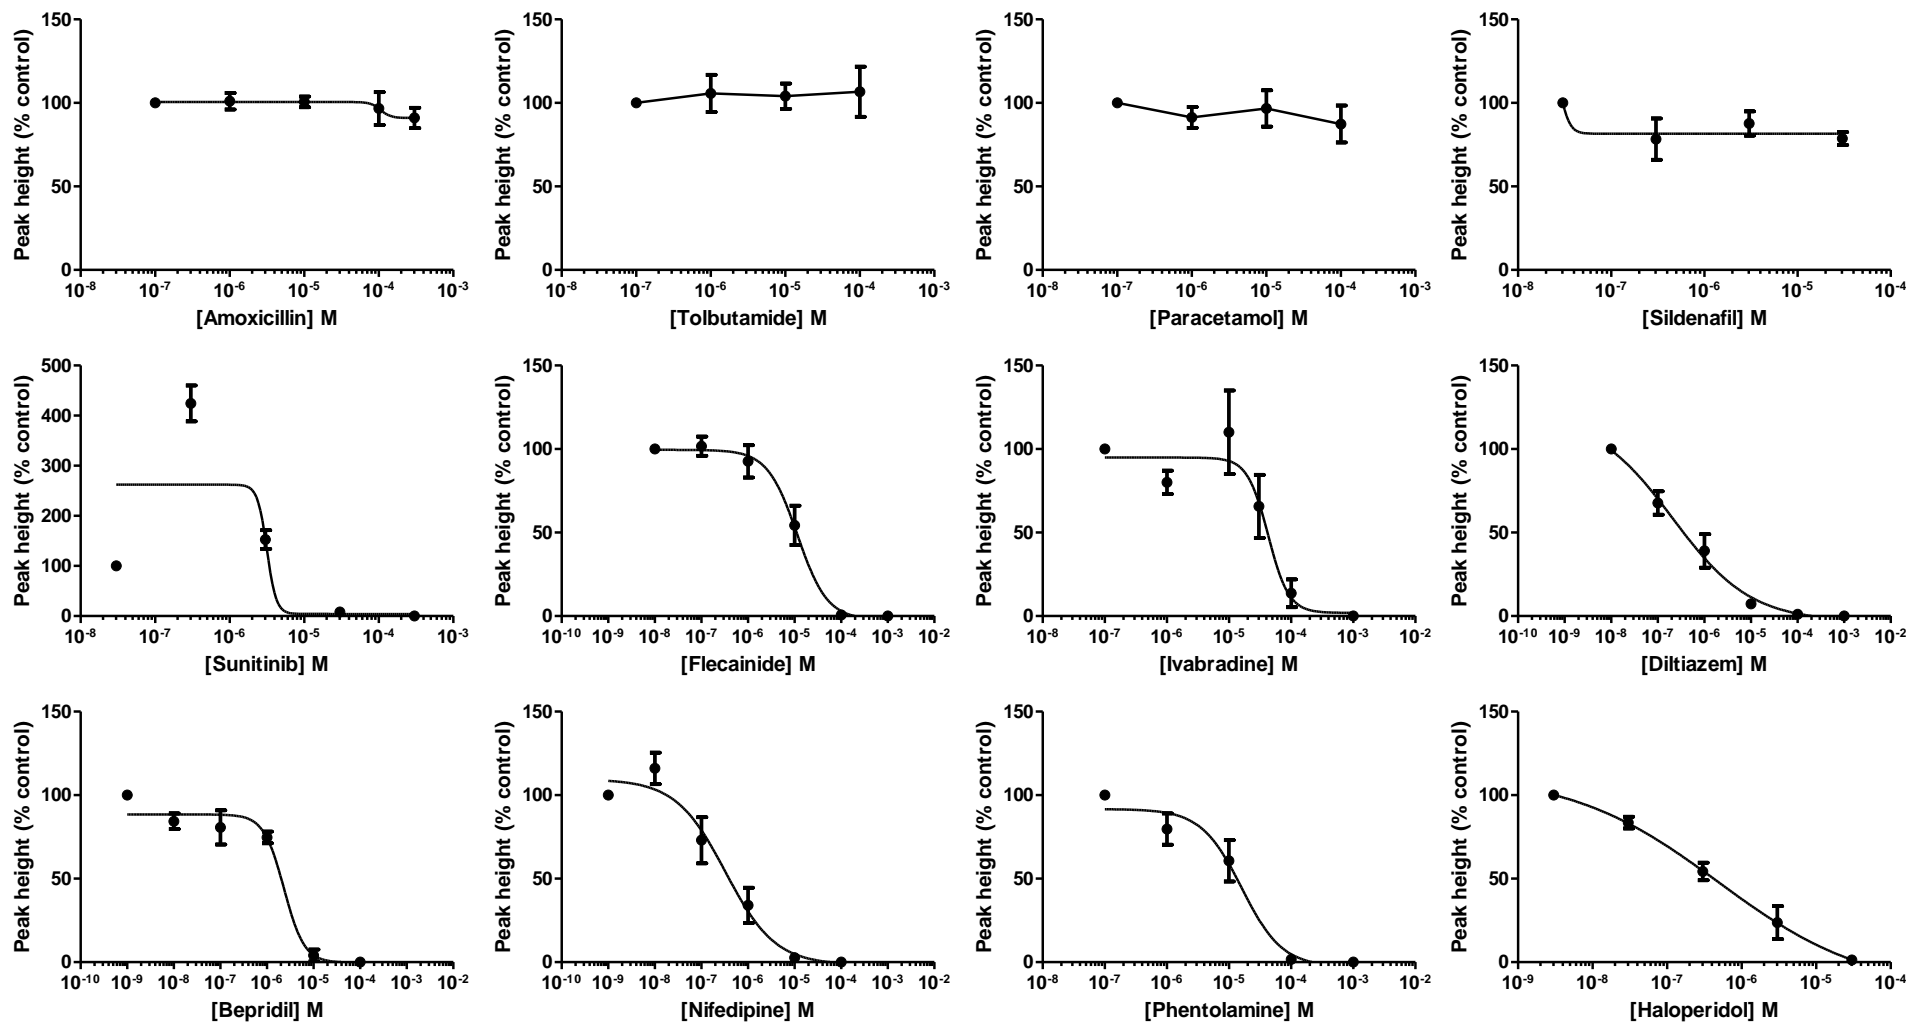 Peak height (% control)
150
100
50
0
10⁻⁸ 10⁻⁷ 10⁻⁶ 10⁻⁵ 10⁻⁴ 10⁻³
[Amoxicillin] M
Peak height (% control)
150
100
50
0
10⁻⁸ 10⁻⁷ 10⁻⁶ 10⁻⁵ 10⁻⁴ 10⁻³
[Tolbutamide] M
Peak height (% control)
150
100
50
0
10⁻⁸ 10⁻⁷ 10⁻⁶ 10⁻⁵ 10⁻⁴ 10⁻³
[Paracetamol] M
Peak height (% control)
150
100
50
0
10⁻⁸ 10⁻⁷ 10⁻⁶ 10⁻⁵ 10⁻⁴
[Sildenafil] M
Peak height (% control)
500
400
300
200
100
0
10⁻⁸ 10⁻⁷ 10⁻⁶ 10⁻⁵ 10⁻⁴ 10⁻³
[Sunitinib] M
Peak height (% control)
150
100
50
0
10⁻¹⁰ 10⁻⁹ 10⁻⁸ 10⁻⁷ 10⁻⁶ 10⁻⁵ 10⁻⁴ 10⁻³ 10⁻²
[Flecainide] M
Peak height (% control)
150
100
50
0
10⁻⁸ 10⁻⁷ 10⁻⁶ 10⁻⁵ 10⁻⁴ 10⁻³ 10⁻²
[Ivabradine] M
Peak height (% control)
150
100
50
0
10⁻¹⁰ 10⁻⁹ 10⁻⁸ 10⁻⁷ 10⁻⁶ 10⁻⁵ 10⁻⁴ 10⁻³ 10⁻²
[Diltiazem] M
Peak height (% control)
150
100
50
0
10⁻¹⁰ 10⁻⁹ 10⁻⁸ 10⁻⁷ 10⁻⁶ 10⁻⁵ 10⁻⁴ 10⁻³ 10⁻²
[Bepridil] M
Peak height (% control)
150
100
50
0
10⁻¹⁰ 10⁻⁹ 10⁻⁸ 10⁻⁷ 10⁻⁶ 10⁻⁵ 10⁻⁴ 10⁻³ 10⁻²
[Nifedipine] M
Peak height (% control)
150
100
50
0
10⁻⁸ 10⁻⁷ 10⁻⁶ 10⁻⁵ 10⁻⁴ 10⁻³ 10⁻²
[Phentolamine] M
Peak height (% control)
150
100
50
0
10⁻⁹ 10⁻⁸ 10⁻⁷ 10⁻⁶ 10⁻⁵ 10⁻⁴
[Haloperidol] M